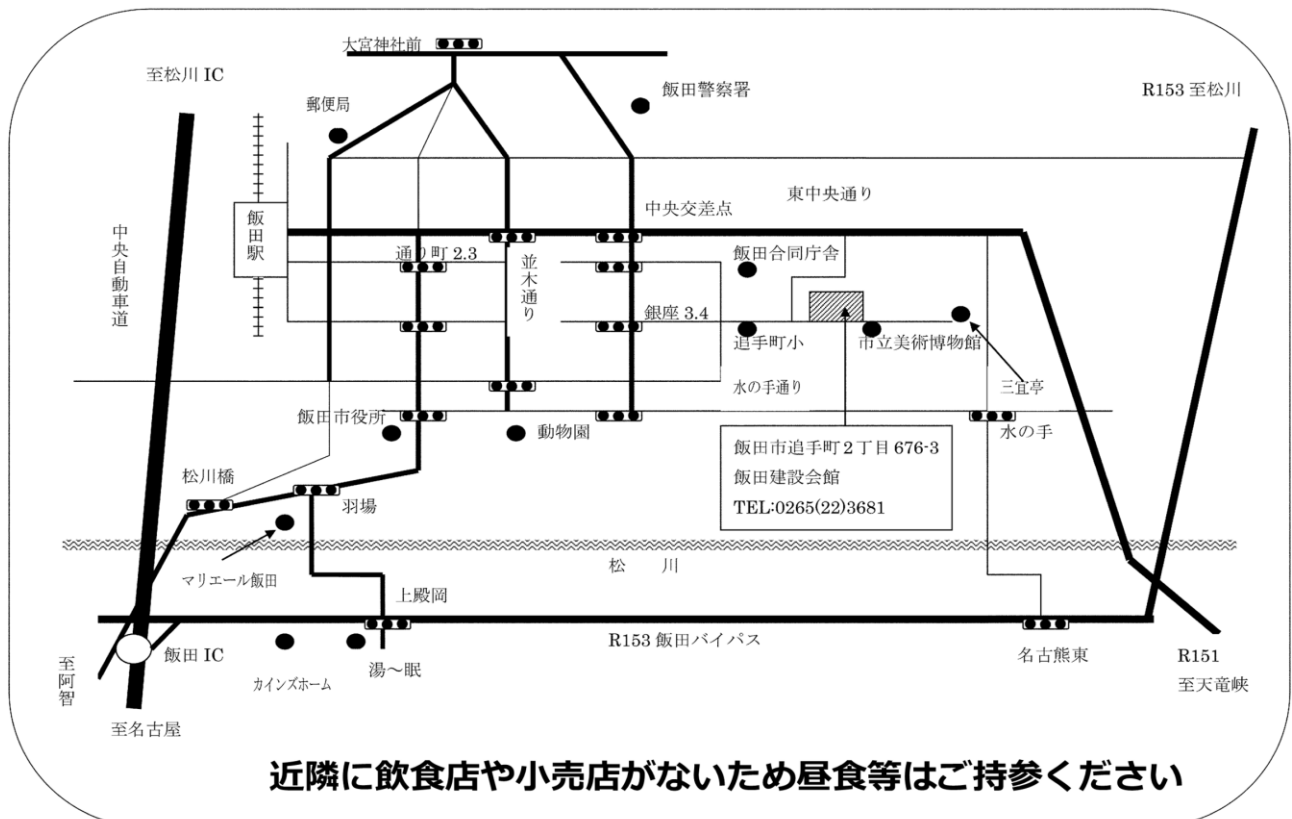 大宮神社前
至松川 IC
飯田警察署
R153 至松川
郵便局
東中央通り
中央交差点
飯田駅
中央自動車道
通り町 2.3
並木通り
飯田合同庁舎
銀座 3.4
追手町小
市立美術博物館
水の手通り
三宜亭
飯田市役所
動物園
水の手
飯田市追手町2丁目 676-3
飯田建設会館
TEL:0265(22)3681
松川橋
羽場
松　川
マリエール飯田
上殿岡
R153 飯田バイパス
飯田 IC
名古熊東
R151
至天竜峡
至阿智
カインズホーム
湯～眠
至名古屋
近隣に飲食店や小売店がないため昼食等はご持参ください